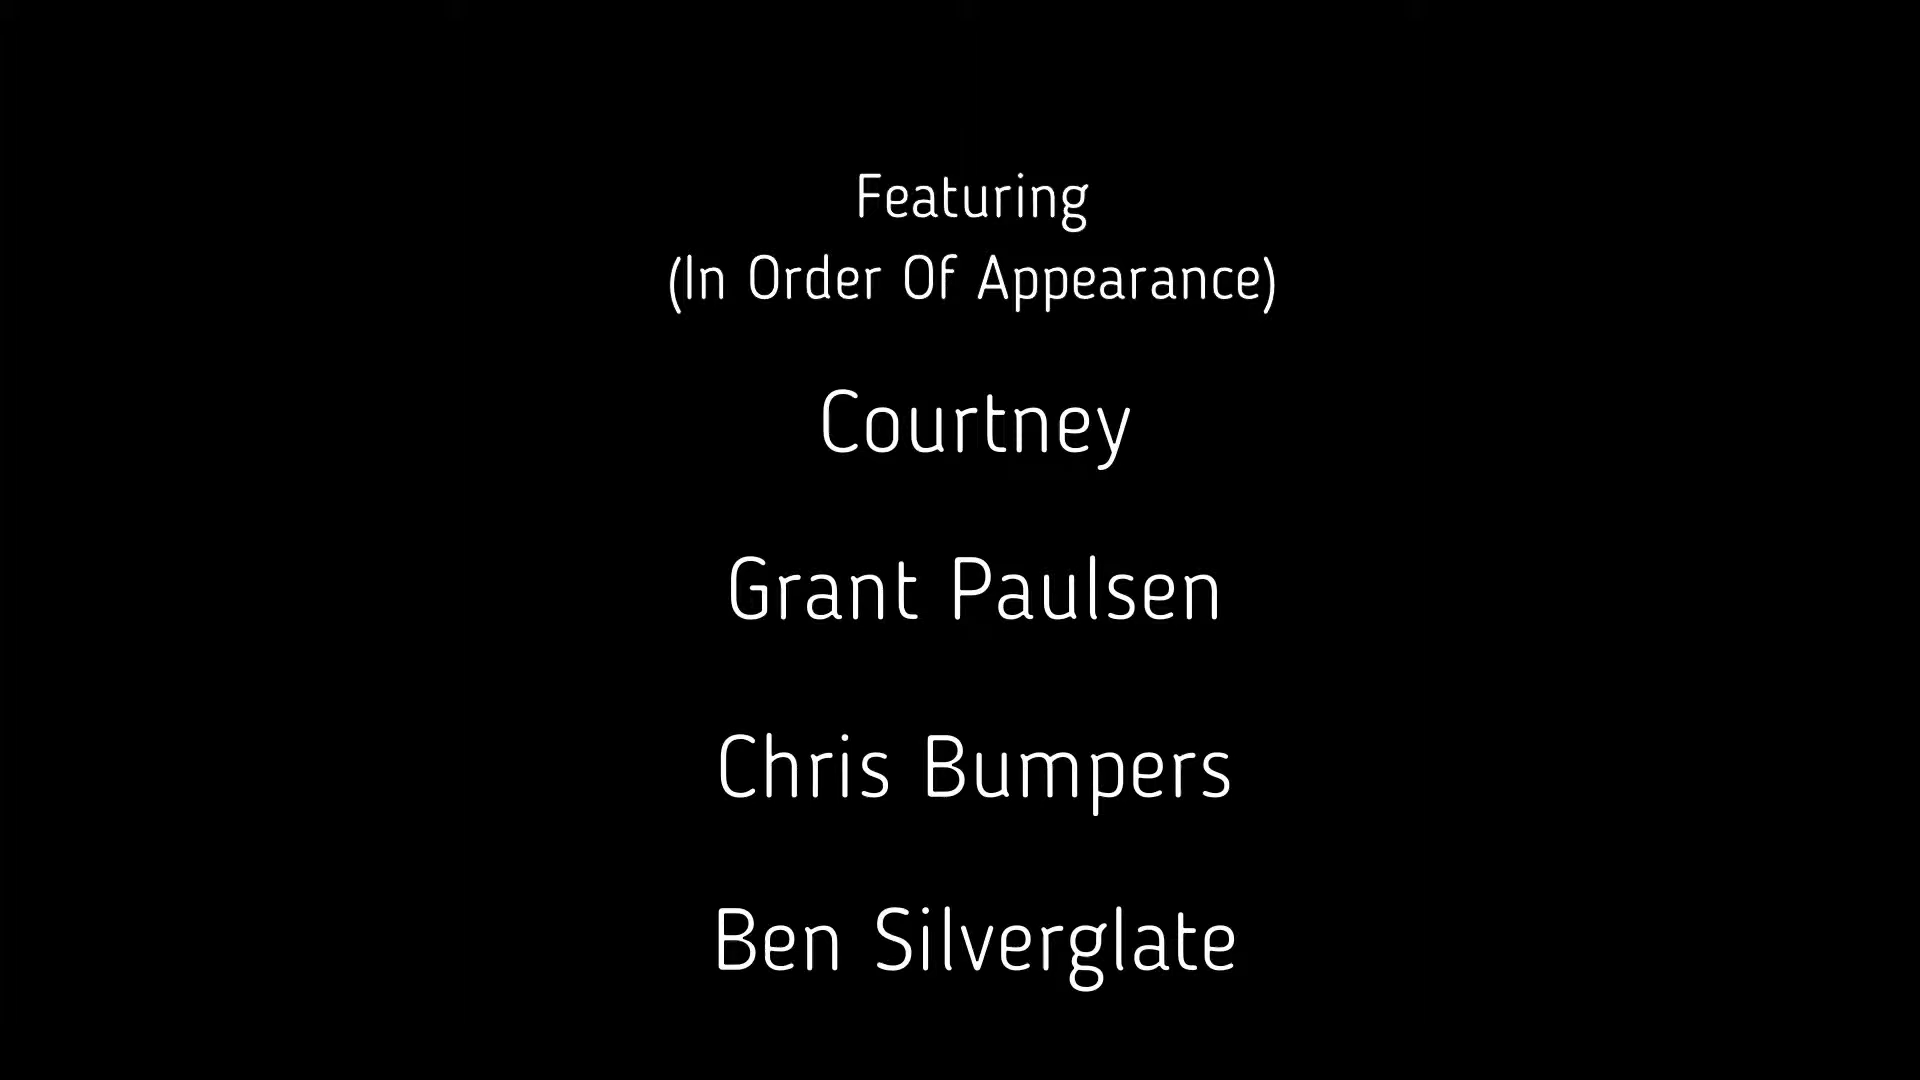 Featuring
(In Order Of Appearance)
Courtney
Grant Paulsen
Chris Bumpers
Ben Silverglate